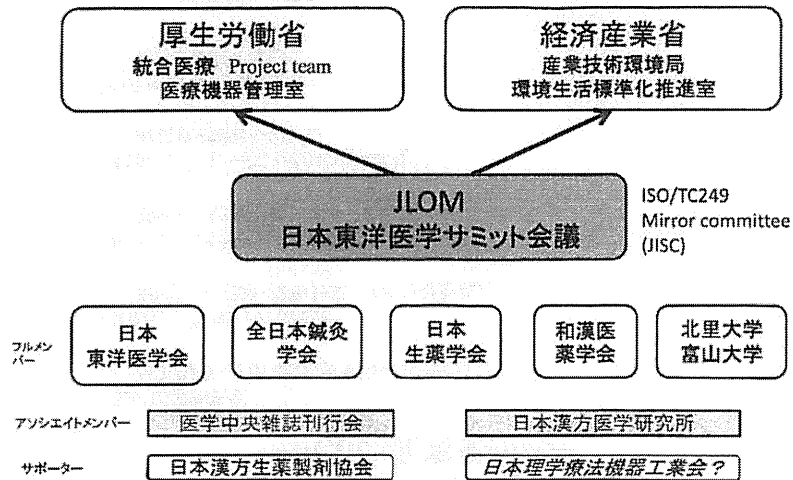 厚生労働省
統合医療 Project team
医療機器管理室
経済産業省
産業技術環境局
環境生活標準化推進室
JLOM
日本東洋医学サミット会議
ISO/TC249
Mirror committee
(JISC)
フルメン
バー
日本
東洋医学会
全日本鍼灸
学会
日本
生薬学会
和漢医
薬学会
北里大学
富山大学
アソシエイトメンバー
医学中央雑誌刊行会
日本漢方医学研究所
サポーター
日本漢方生薬製剤協会
日本理学療法機器工業会？